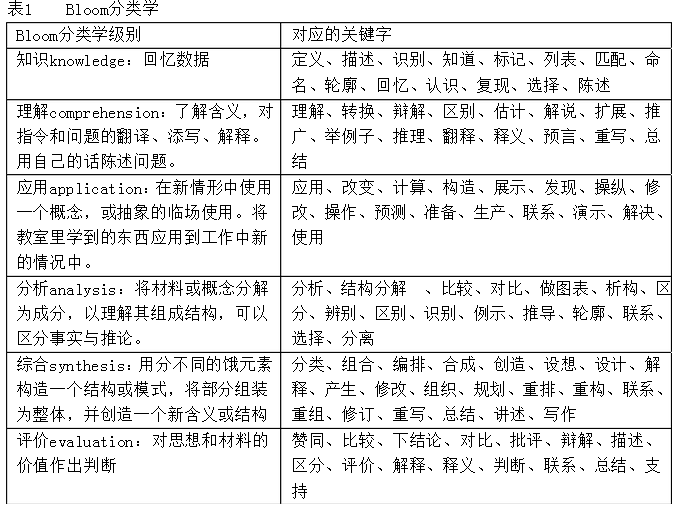 表1 Bloom分类学
Bloom分类学级别
对应的关键字
知识knowledge：回忆数据
定义、描述、识别、知道、标记、列表、匹配、命
名、轮廓、回忆、认识、复现、选择、陈述
理解comprehension：了解含义，对
指令和问题的翻译、添写、解释。
用自己的话陈述问题。
理解、转换、辩解、区别、估计、解说、扩展、推
广、举例子、推理、翻释、释义、预言、重写、总
结
应用application：在新情形中使用
一个概念，或抽象的临场使用。将
教室里学到的东西应用到工作中新
的情况中。
应用、改变、计算、构造、展示、发现、操纵、修
改、操作、预测、准备、生产、联系、演示、解决、
使用
分析analysis：将材料或概念分解
为成分，以理解其组成结构，可以
区分事实与推论。
分析、结构分解 、比较、对比、做图表、析构、区
分、辨别、区别、识别、例示、推导、轮廓、联系、
选择、分离
综合synthesis：用分不同的饿元素
构造一个结构或模式，将部分组装
为整体，并创造一个新含义或结构
分类、组合、编排、合成、创造、设想、设计、解
释、产生、修改、组织、规划、重排、重构、联系、
重组、修订、重写、总结、讲述、写作
评价evaluation：对思想和材料的
价值作出判断
赞同、比较、下结论、对比、批评、辩解、描述、
区分、评价、解释、释义、判断、联系、总结、支
持